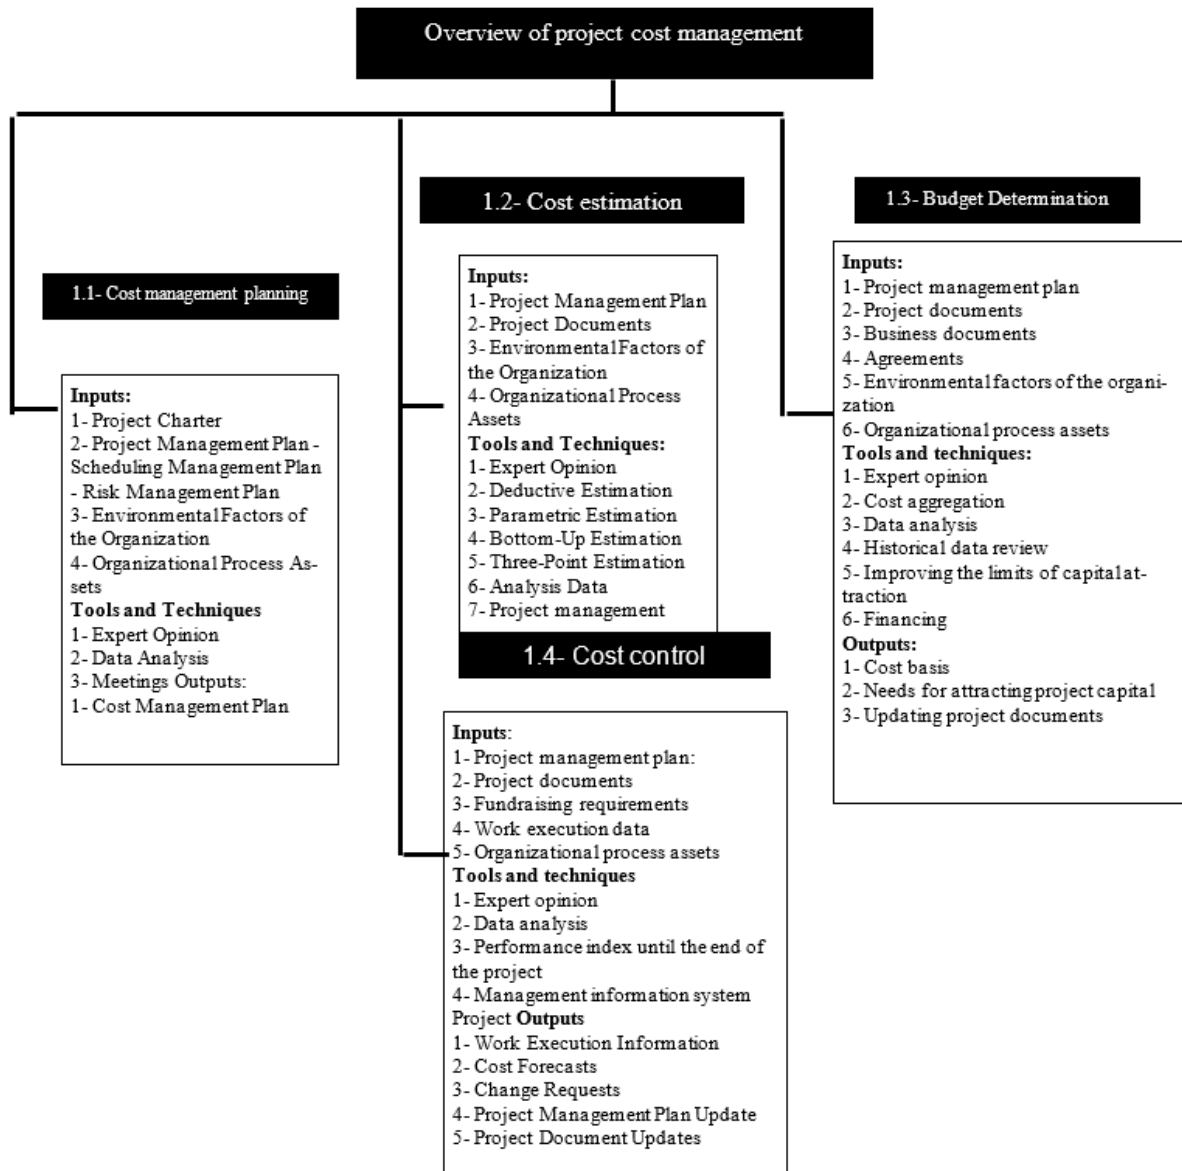 Overview of project cost management
1.1- Cost management planning
Inputs:
1- Project Charter
2- Project Management Plan -
Scheduling Management Plan
- Risk Management Plan
3- Environmental Factors of
the Organization
4- Organizational Process As-
sets
Tools and Techniques
1- Expert Opinion
2- Data Analysis
3- Meetings Outputs:
1- Cost Management Plan
1.2- Cost estimation
Inputs:
1- Project Management Plan
2- Project Documents
3- Environmental Factors of
the Organization
4- Organizational Process
Assets
Tools and Techniques:
1- Expert Opinion
2- Deductive Estimation
3- Parametric Estimation
4- Bottom-Up Estimation
5- Three-Point Estimation
6- Analysis Data
7- Project management
1.3- Budget Determination
Inputs:
1- Project management plan
2- Project documents
3- Business documents
4- Agreements
5- Environmental factors of the organi-
zation
6- Organizational process assets
Tools and techniques:
1- Expert opinion
2- Cost aggregation
3- Data analysis
4- Historical data review
5- Improving the limits of capital at-
traction
6- Financing
Outputs:
1- Cost basis
2- Needs for attracting project capital
3- Updating project documents
1.4- Cost control
Inputs:
1- Project management plan:
2- Project documents
3- Fundraising requirements
4- Work execution data
5- Organizational process assets
Tools and techniques
1- Expert opinion
2- Data analysis
3- Performance index until the end of
the project
4- Management information system
Project Outputs
1- Work Execution Information
2- Cost Forecasts
3- Change Requests
4- Project Management Plan Update
5- Project Document Updates